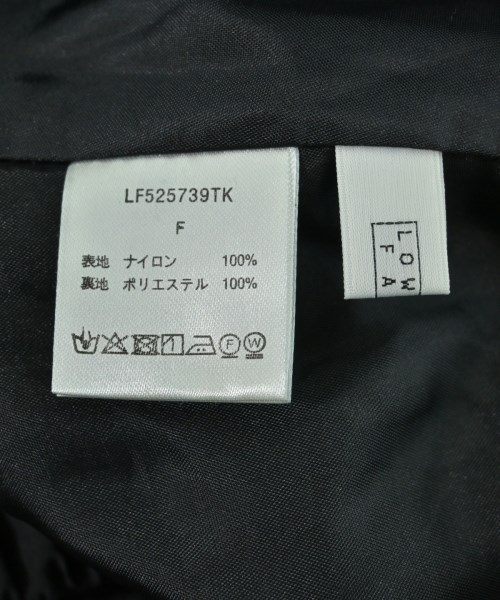 LF525739TK
F
表地 ナイロン 100%
裏地 ポリエステル 100%
F W
LOW
FA